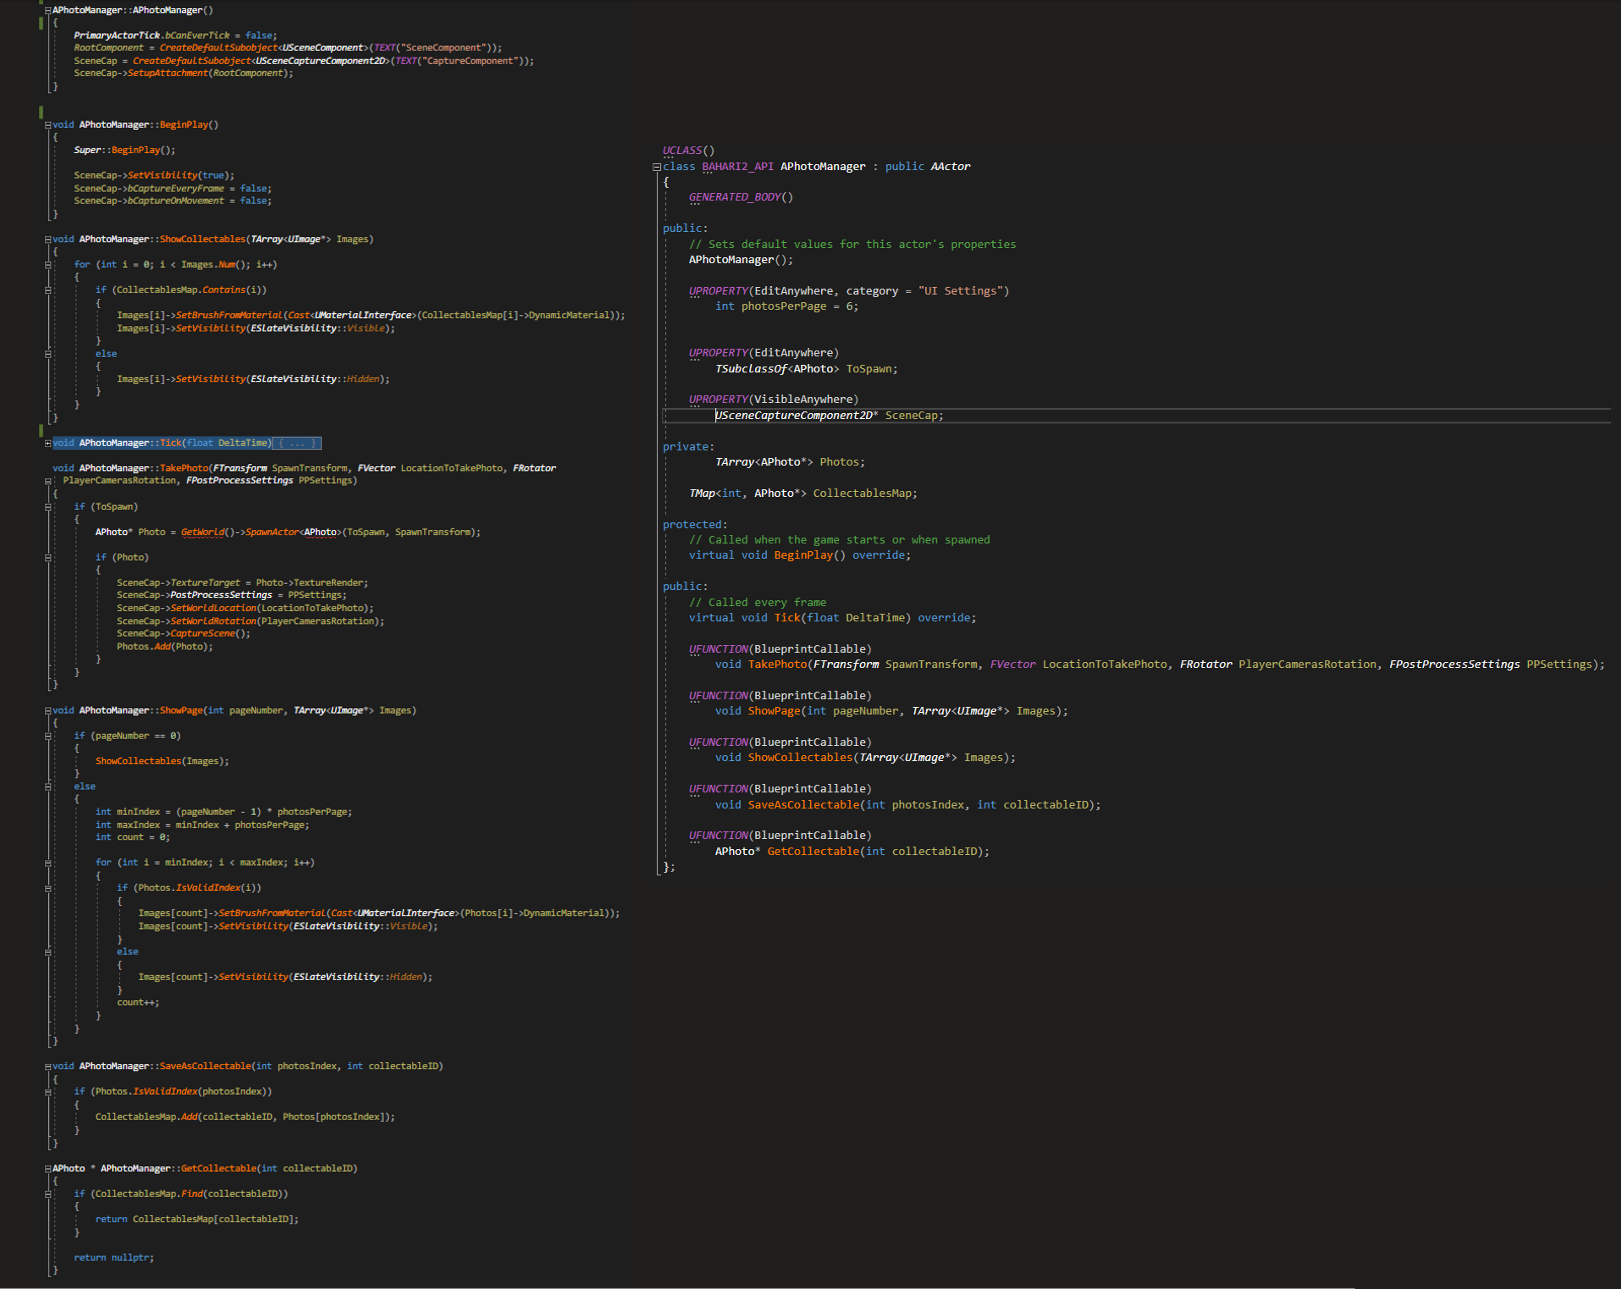 APhotoManager::APhotoManager()
{
PrimaryActorTick.bCanEverTick = false;
RootComponent = CreateDefaultSubobject<USceneComponent>(TEXT("SceneComponent"));
SceneCap = CreateDefaultSubobject<USceneCaptureComponent2D>(TEXT("CaptureComponent"));
SceneCap->SetupAttachment(RootComponent);
}
void APhotoManager::BeginPlay()
{
Super::BeginPlay();
SceneCap->SetVisibility(true);
SceneCap->bCaptureEveryFrame = false;
SceneCap->bCaptureOnMovement = false;
}
void APhotoManager::ShowCollectables(TArray<UImage*> Images)
{
for (int i = 0; i < Images.Num(); i++)
{
if (CollectablesMap.Contains(i))
{
Images[i]->SetBrushFromMaterial(Cast<UMaterialInterface>(CollectablesMap[i]->DynamicMaterial));
Images[i]->SetVisibility(ESlateVisibility::Visible);
}
else
{
Images[i]->SetVisibility(ESlateVisibility::Hidden);
}
}
}
void APhotoManager::Tick(float DeltaTime){ ... }
void APhotoManager::TakePhoto(FTransform SpawnTransform, FVector LocationToTakePhoto, FRotator
PlayerCamerasRotation, FPostProcessSettings PPSettings)
{
if (ToSpawn)
{
APhoto* Photo = GetWorld()->SpawnActor<APhoto>(ToSpawn, SpawnTransform);
if (Photo)
{
SceneCap->TextureTarget = Photo->TextureRender;
SceneCap->PostProcessSettings = PPSettings;
SceneCap->SetWorldLocation(LocationToTakePhoto);
SceneCap->SetWorldRotation(PlayerCamerasRotation);
SceneCap->CaptureScene();
Photos.Add(Photo);
}
}
}
void APhotoManager::ShowPage(int pageNumber, TArray<UImage*> Images)
{
if (pageNumber == 0)
{
ShowCollectables(Images);
}
else
{
int minIndex = (pageNumber - 1) * photosPerPage;
int maxIndex = minIndex + photosPerPage;
int count = 0;
for (int i = minIndex; i < maxIndex; i++)
{
if (Photos.IsValidIndex(i))
{
Images[count]->SetBrushFromMaterial(Cast<UMaterialInterface>(Photos[i]->DynamicMaterial));
Images[count]->SetVisibility(ESlateVisibility::Visible);
}
else
{
Images[count]->SetVisibility(ESlateVisibility::Hidden);
}
count++;
}
}
}
void APhotoManager::SaveAsCollectable(int photosIndex, int collectableID)
{
if (Photos.IsValidIndex(photosIndex))
{
CollectablesMap.Add(collectableID, Photos[photosIndex]);
}
}
APhoto * APhotoManager::GetCollectable(int collectableID)
{
if (CollectablesMap.Find(collectableID))
{
return CollectablesMap[collectableID];
}
return nullptr;
}
UCLASS()
class BAHARI2_API APhotoManager : public AActor
{
GENERATED_BODY()
public:
// Sets default values for this actor's properties
APhotoManager();
UPROPERTY(EditAnywhere, category = "UI Settings")
int photosPerPage = 6;
UPROPERTY(EditAnywhere)
TSubclassOf<APhoto> ToSpawn;
UPROPERTY(VisibleAnywhere)
USceneCaptureComponent2D* SceneCap;
private:
TArray<APhoto*> Photos;
TMap<int, APhoto*> CollectablesMap;
protected:
// Called when the game starts or when spawned
virtual void BeginPlay() override;
public:
// Called every frame
virtual void Tick(float DeltaTime) override;
UFUNCTION(BlueprintCallable)
void TakePhoto(FTransform SpawnTransform, FVector LocationToTakePhoto, FRotator PlayerCamerasRotation, FPostProcessSettings PPSettings);
UFUNCTION(BlueprintCallable)
void ShowPage(int pageNumber, TArray<UImage*> Images);
UFUNCTION(BlueprintCallable)
void ShowCollectables(TArray<UImage*> Images);
UFUNCTION(BlueprintCallable)
void SaveAsCollectable(int photosIndex, int collectableID);
UFUNCTION(BlueprintCallable)
APhoto* GetCollectable(int collectableID);
};